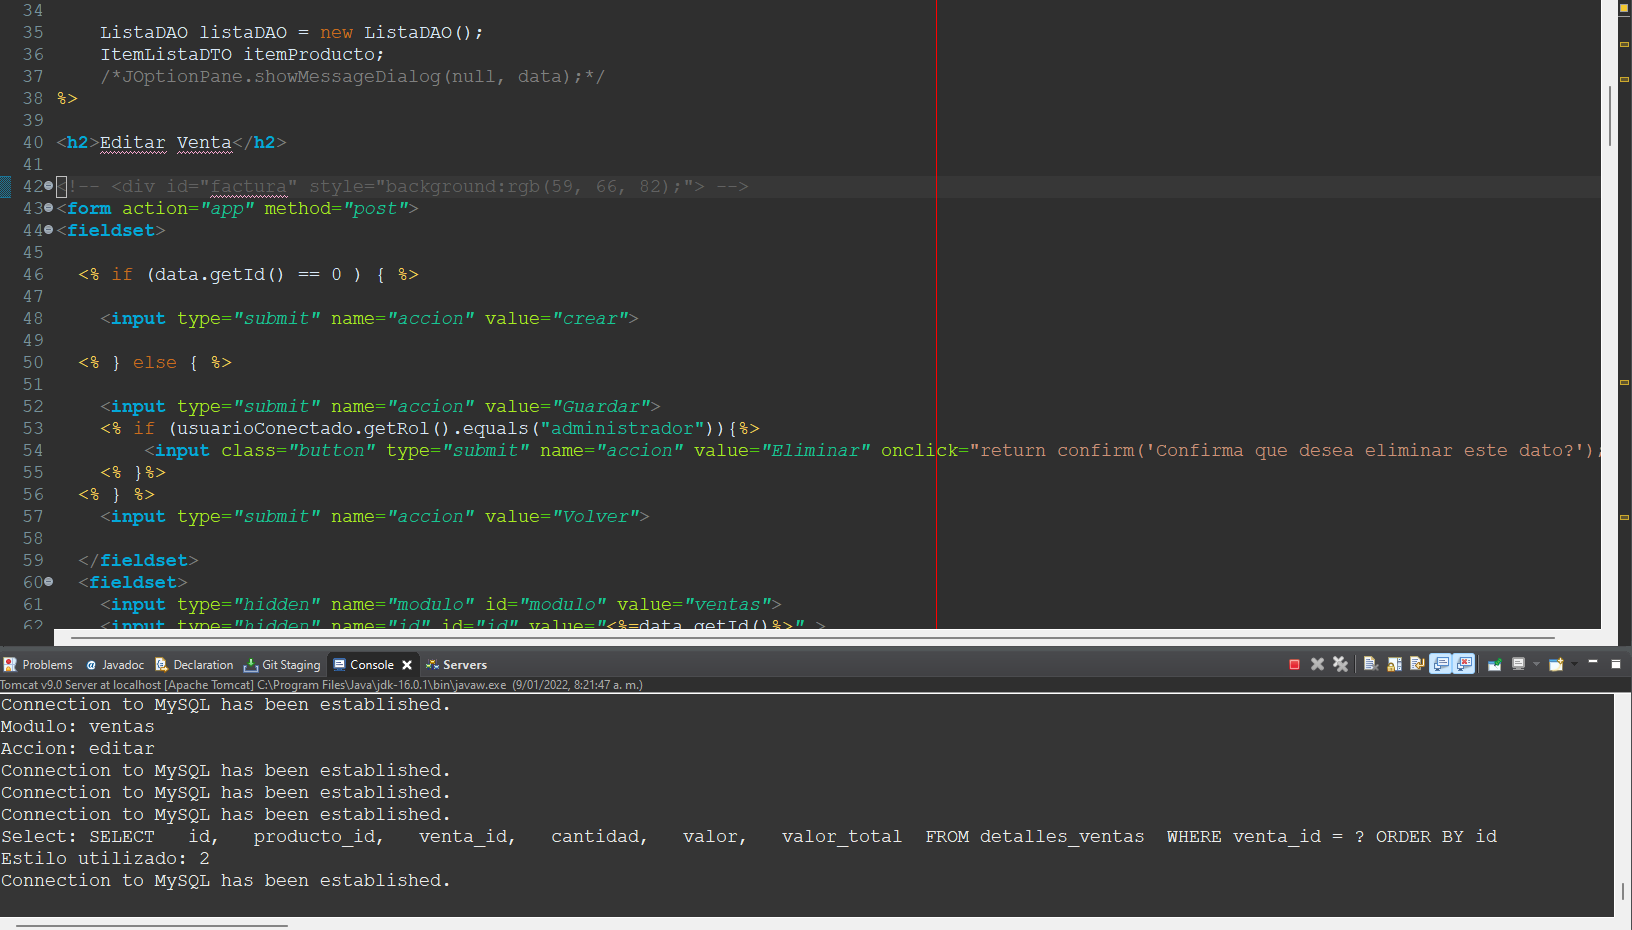 34
35 ListaDAO listaDAO = new ListaDAO();
36 ItemListaDTO itemProducto;
37 /*JOptionPane.showMessageDialog(null, data);*/
38 %>
39
40 <h2>Editar Venta</h2>
41
42 <!-- <div id="factura" style="background:rgb(59, 66, 82);"> -->
43 <form action="app" method="post">
44 <fieldset>
45
46 <% if (data.getId() == 0 ) { %>
47
48 <input type="submit" name="accion" value="crear">
49
50 <% } else { %>
51
52 <input type="submit" name="accion" value="Guardar">
53 <% if (usuarioConectado.getRol().equals("administrador")){%>
54 <input class="button" type="submit" name="accion" value="Eliminar" onclick="return confirm('Confirma que desea eliminar este dato?');
55 <% }%>
56 <% } %>
57 <input type="submit" name="accion" value="Volver">
58
59 </fieldset>
60 <fieldset>
61 <input type="hidden" name="modulo" id="modulo" value="ventas">
62 <input type="hidden" name="id" id="id" value="<%=data.getId()%>" >
Problems Javadoc Declaration Git Staging Console Servers
Tomcat v9.0 Server at localhost [Apache Tomcat] C:\Program Files\Java\jdk-16.0.1\bin\javaw.exe (9/01/2022, 8:21:47 a. m.)
Connection to MySQL has been established.
Modulo: ventas
Accion: editar
Connection to MySQL has been established.
Connection to MySQL has been established.
Connection to MySQL has been established.
Select: SELECT id, producto_id, venta_id, cantidad, valor, valor_total FROM detalles_ventas WHERE venta_id = ? ORDER BY id
Estilo utilizado: 2
Connection to MySQL has been established.